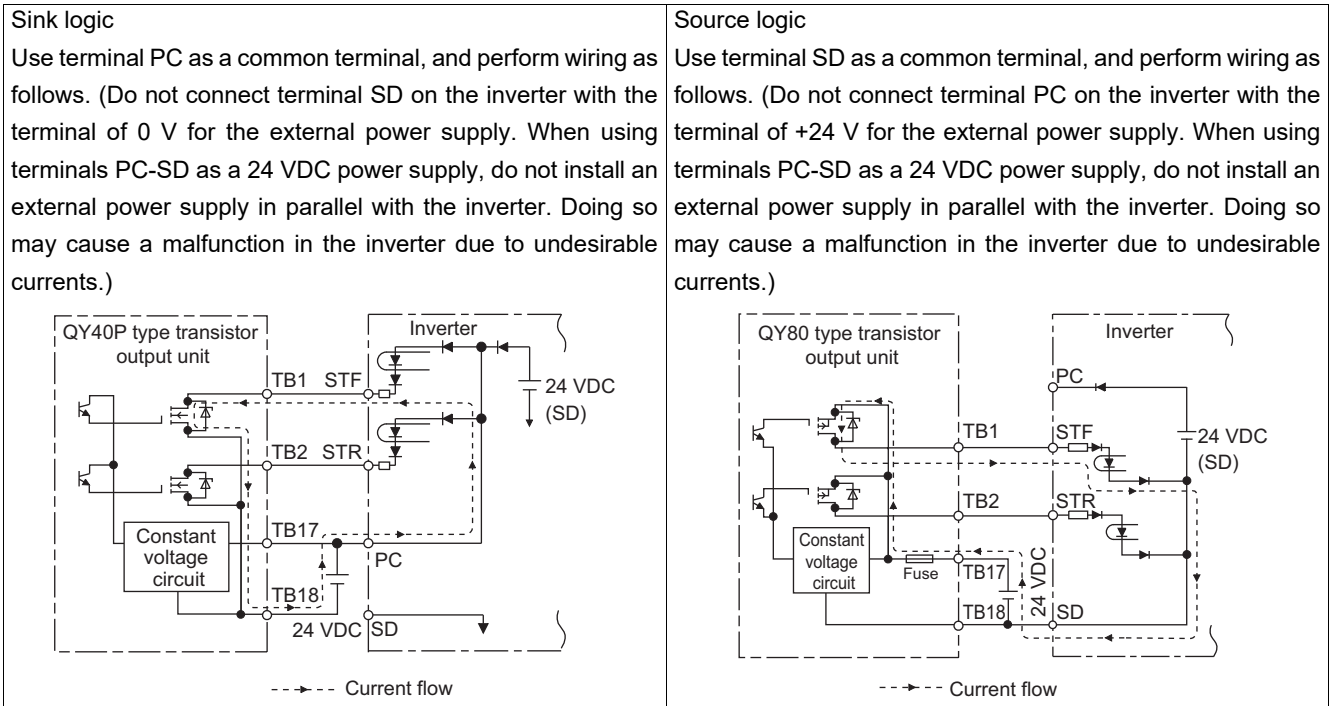 Sink logic
Use terminal PC as a common terminal, and perform wiring as
follows. (Do not connect terminal SD on the inverter with the
terminal of 0 V for the external power supply. When using
terminals PC-SD as a 24 VDC power supply, do not install an
external power supply in parallel with the inverter. Doing so
may cause a malfunction in the inverter due to undesirable
currents.)
QY40P type transistor
output unit
Inverter
TB1 STF
24 VDC
(SD)
TB2 STR
Constant
voltage
circuit
TB17
PC
TB18
24 VDC
SD
Current flow
Source logic
Use terminal SD as a common terminal, and perform wiring as
follows. (Do not connect terminal PC on the inverter with the
terminal of +24 V for the external power supply. When using
terminals PC-SD as a 24 VDC power supply, do not install an
external power supply in parallel with the inverter. Doing so
may cause a malfunction in the inverter due to undesirable
currents.)
QY80 type transistor
output unit
Inverter
PC
TB1
STF
24 VDC
(SD)
TB2
STR
Constant
voltage
circuit
Fuse
TB17
24 VDC
TB18
SD
Current flow